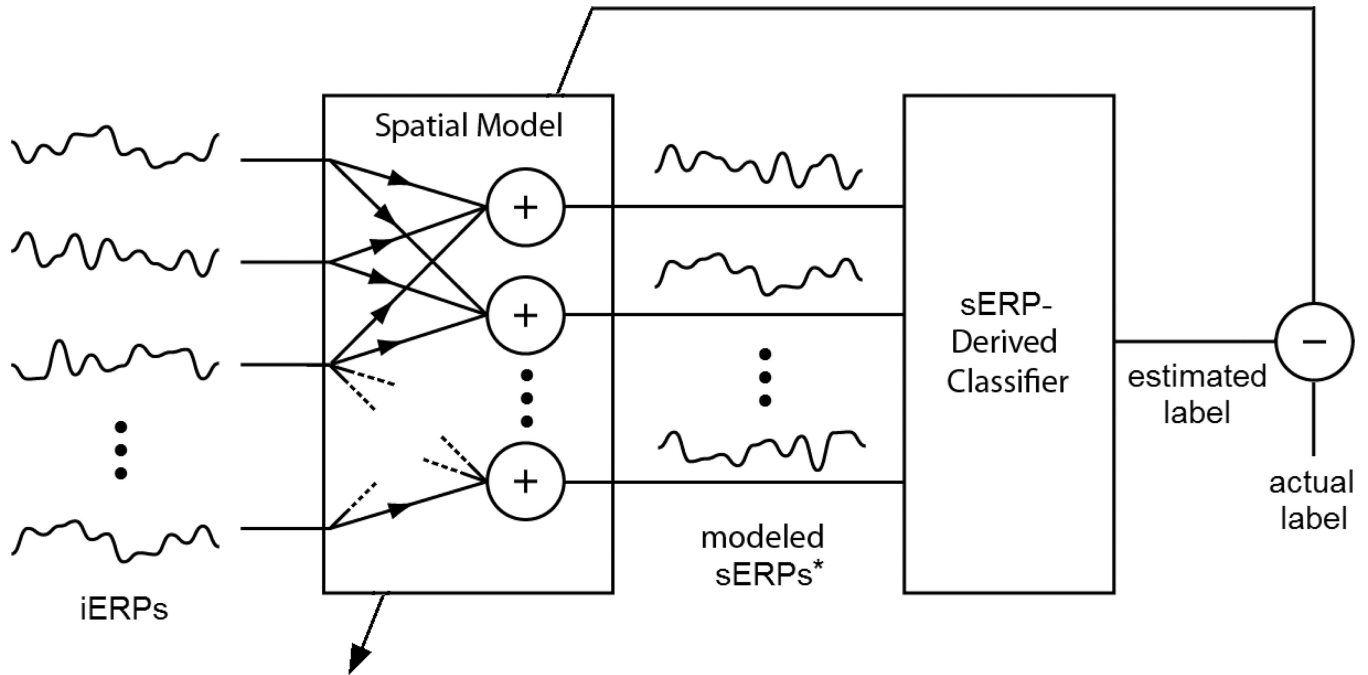 Spatial Model
+
+
+
iERPs
modeled
sERPs*
sERP-
Derived
Classifier
estimated
label
−
actual
label